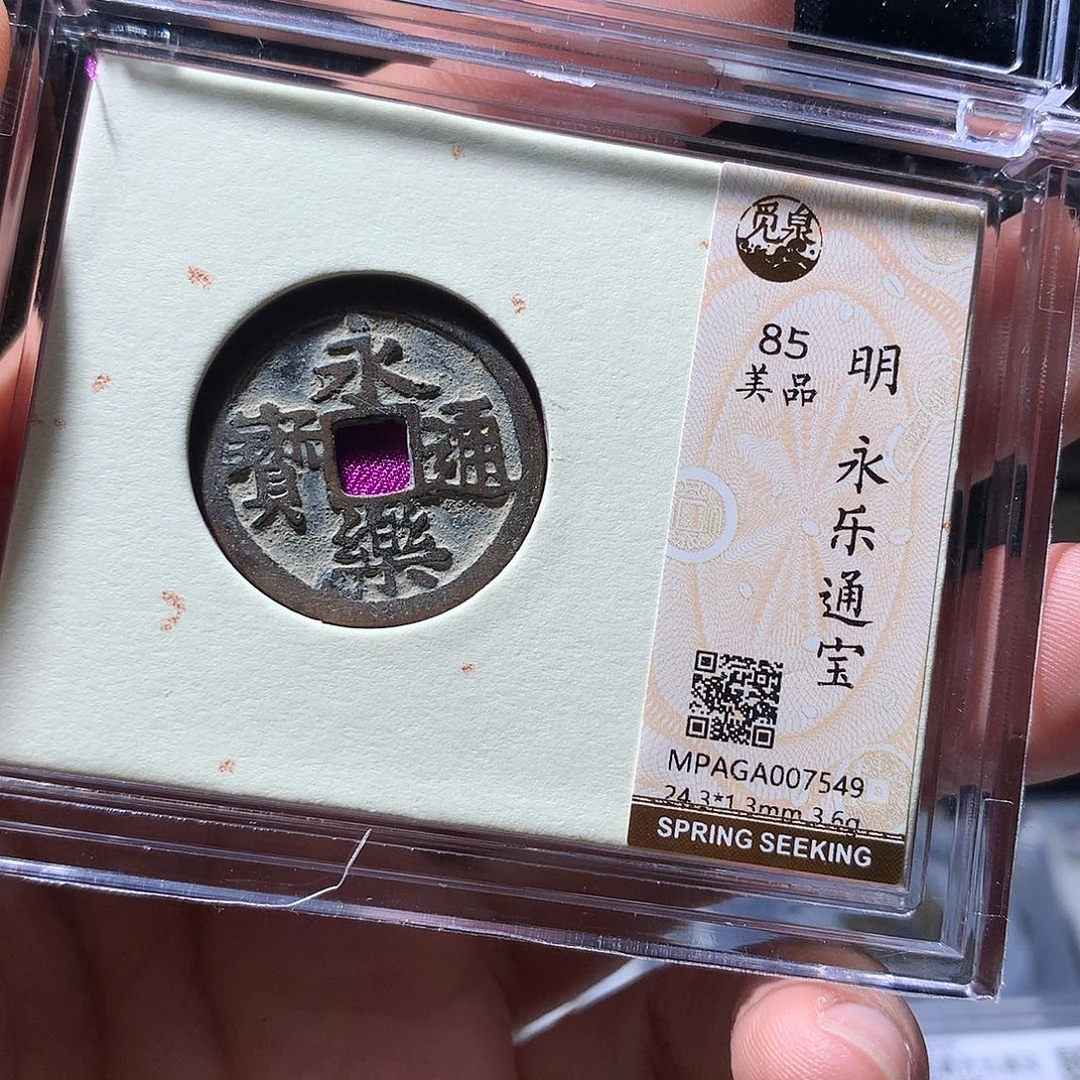 永樂通寶
觅泉
85
美品
明 永乐通宝
MPAGA007549
24.3*1.3mm 3.6g
SPRING SEEKING